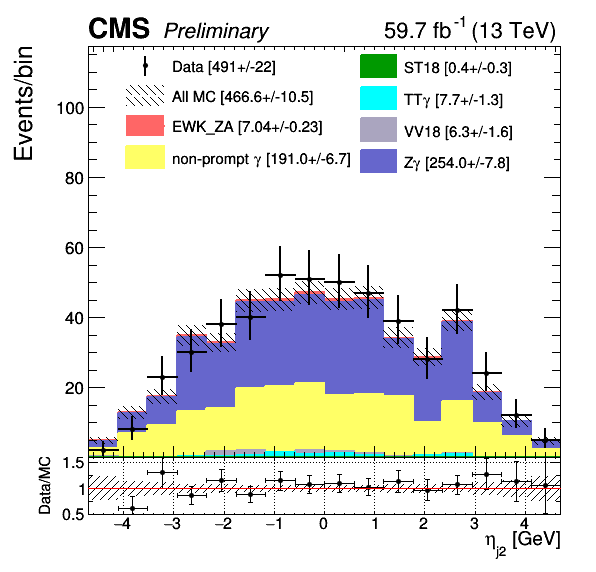 CMS Preliminary 59.7 fb⁻¹ (13 TeV)
Events/bin
Data [491+/-22]
All MC [466.6+/-10.5]
EWK_ZA [7.04+/-0.23]
non-prompt γ [191.0+/-6.7]
ST18 [0.4+/-0.3]
TTγ [7.7+/-1.3]
VV18 [6.3+/-1.6]
Zγ [254.0+/-7.8]
100
80
60
40
20
Data/MC
1.5
1
0.5
−4 −3 −2 −1 0 1 2 3 4
η_j2 [GeV]